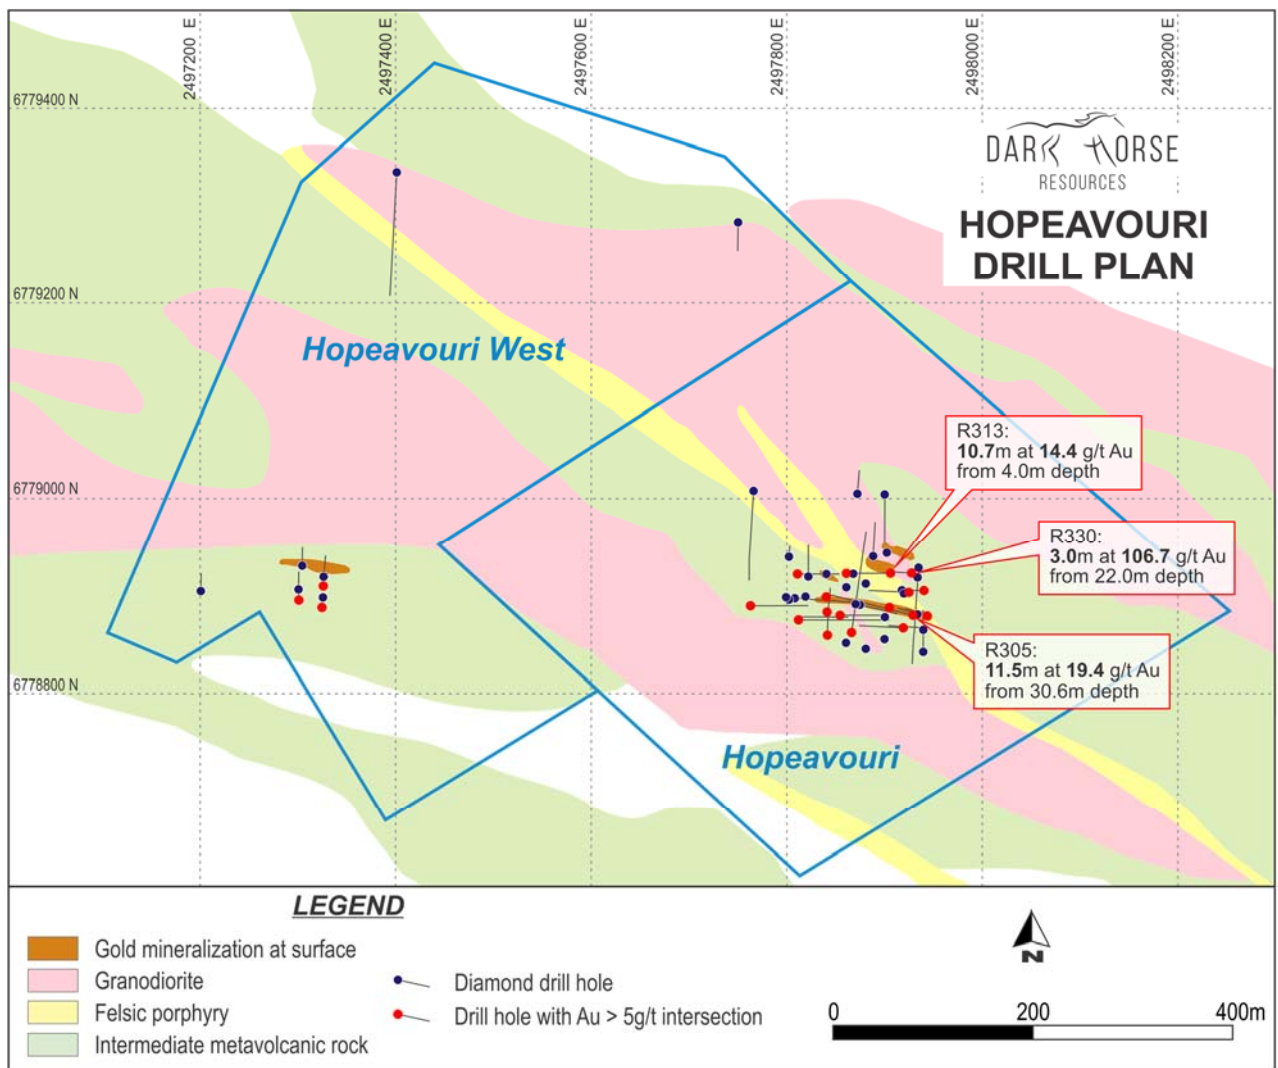 2497200 E
2497400 E
2497600 E
2497800 E
2498000 E
2498200 E
6779400 N
DARK HORSE
RESOURCES
HOPEAVOURI
DRILL PLAN
6779200 N
Hopeavouri West
R313:
10.7m at 14.4 g/t Au
from 4.0m depth
6779000 N
R330:
3.0m at 106.7 g/t Au
from 22.0m depth
R305:
11.5m at 19.4 g/t Au
from 30.6m depth
6778800 N
Hopeavouri
LEGEND
Gold mineralization at surface
Granodiorite
Felsic porphyry
Intermediate metavolcanic rock
Diamond drill hole
Drill hole with Au > 5g/t intersection
N
0 200 400m